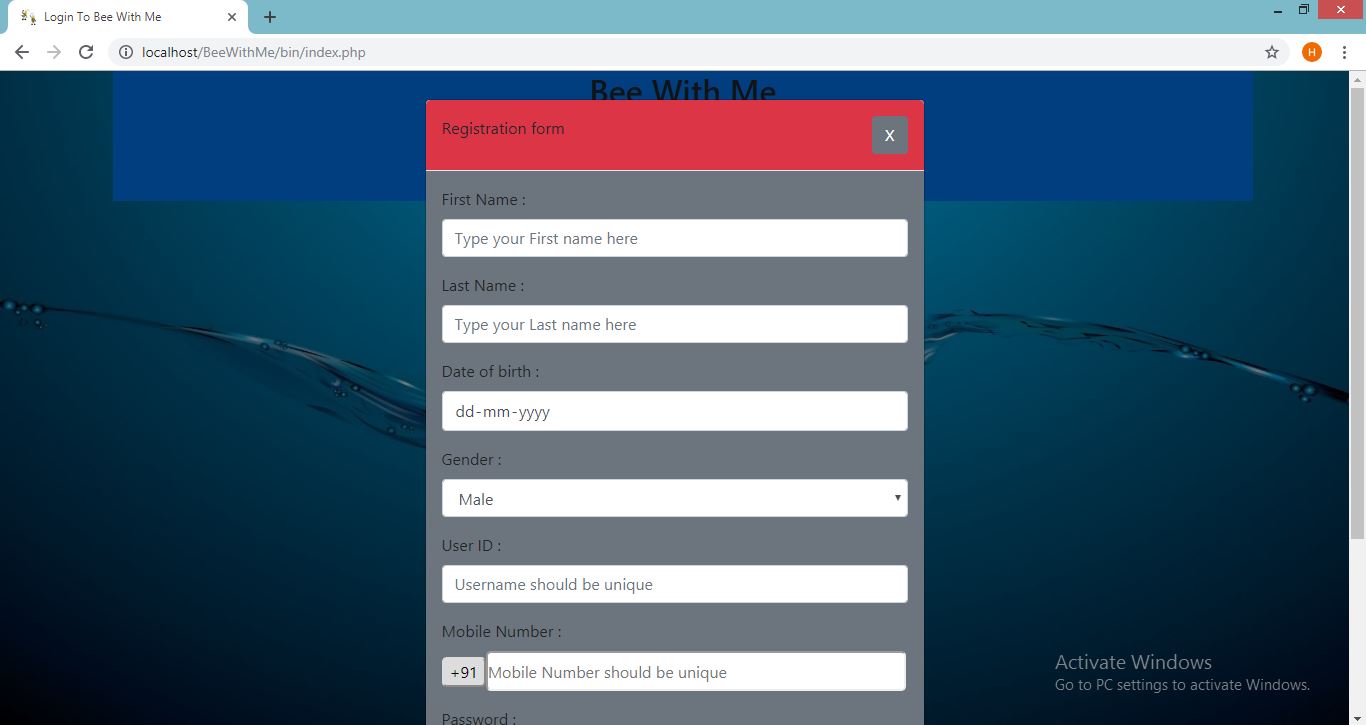 Login To Bee With Me
localhost/BeeWithMe/bin/index.php
H
Bee With Me
Registration form
X
First Name :
Type your First name here
Last Name :
Type your Last name here
Date of birth :
dd-mm-yyyy
Gender :
Male
User ID :
Username should be unique
Mobile Number :
+91 Mobile Number should be unique
Password :
Activate Windows
Go to PC settings to activate Windows.